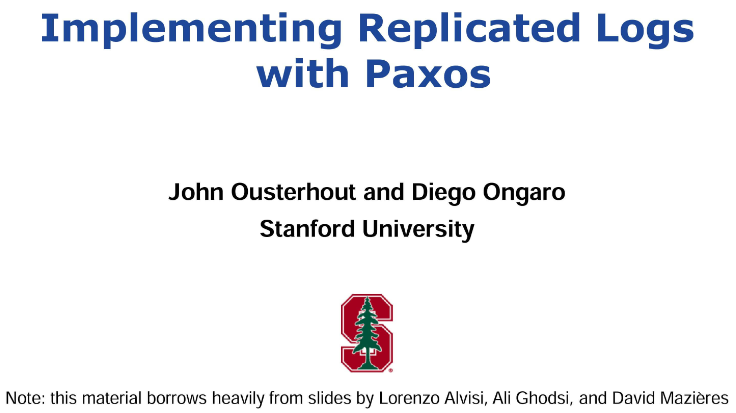 Implementing Replicated Logs
with Paxos
John Ousterhout and Diego Ongaro
Stanford University
Note: this material borrows heavily from slides by Lorenzo Alvisi, Ali Ghodsi, and David Mazières